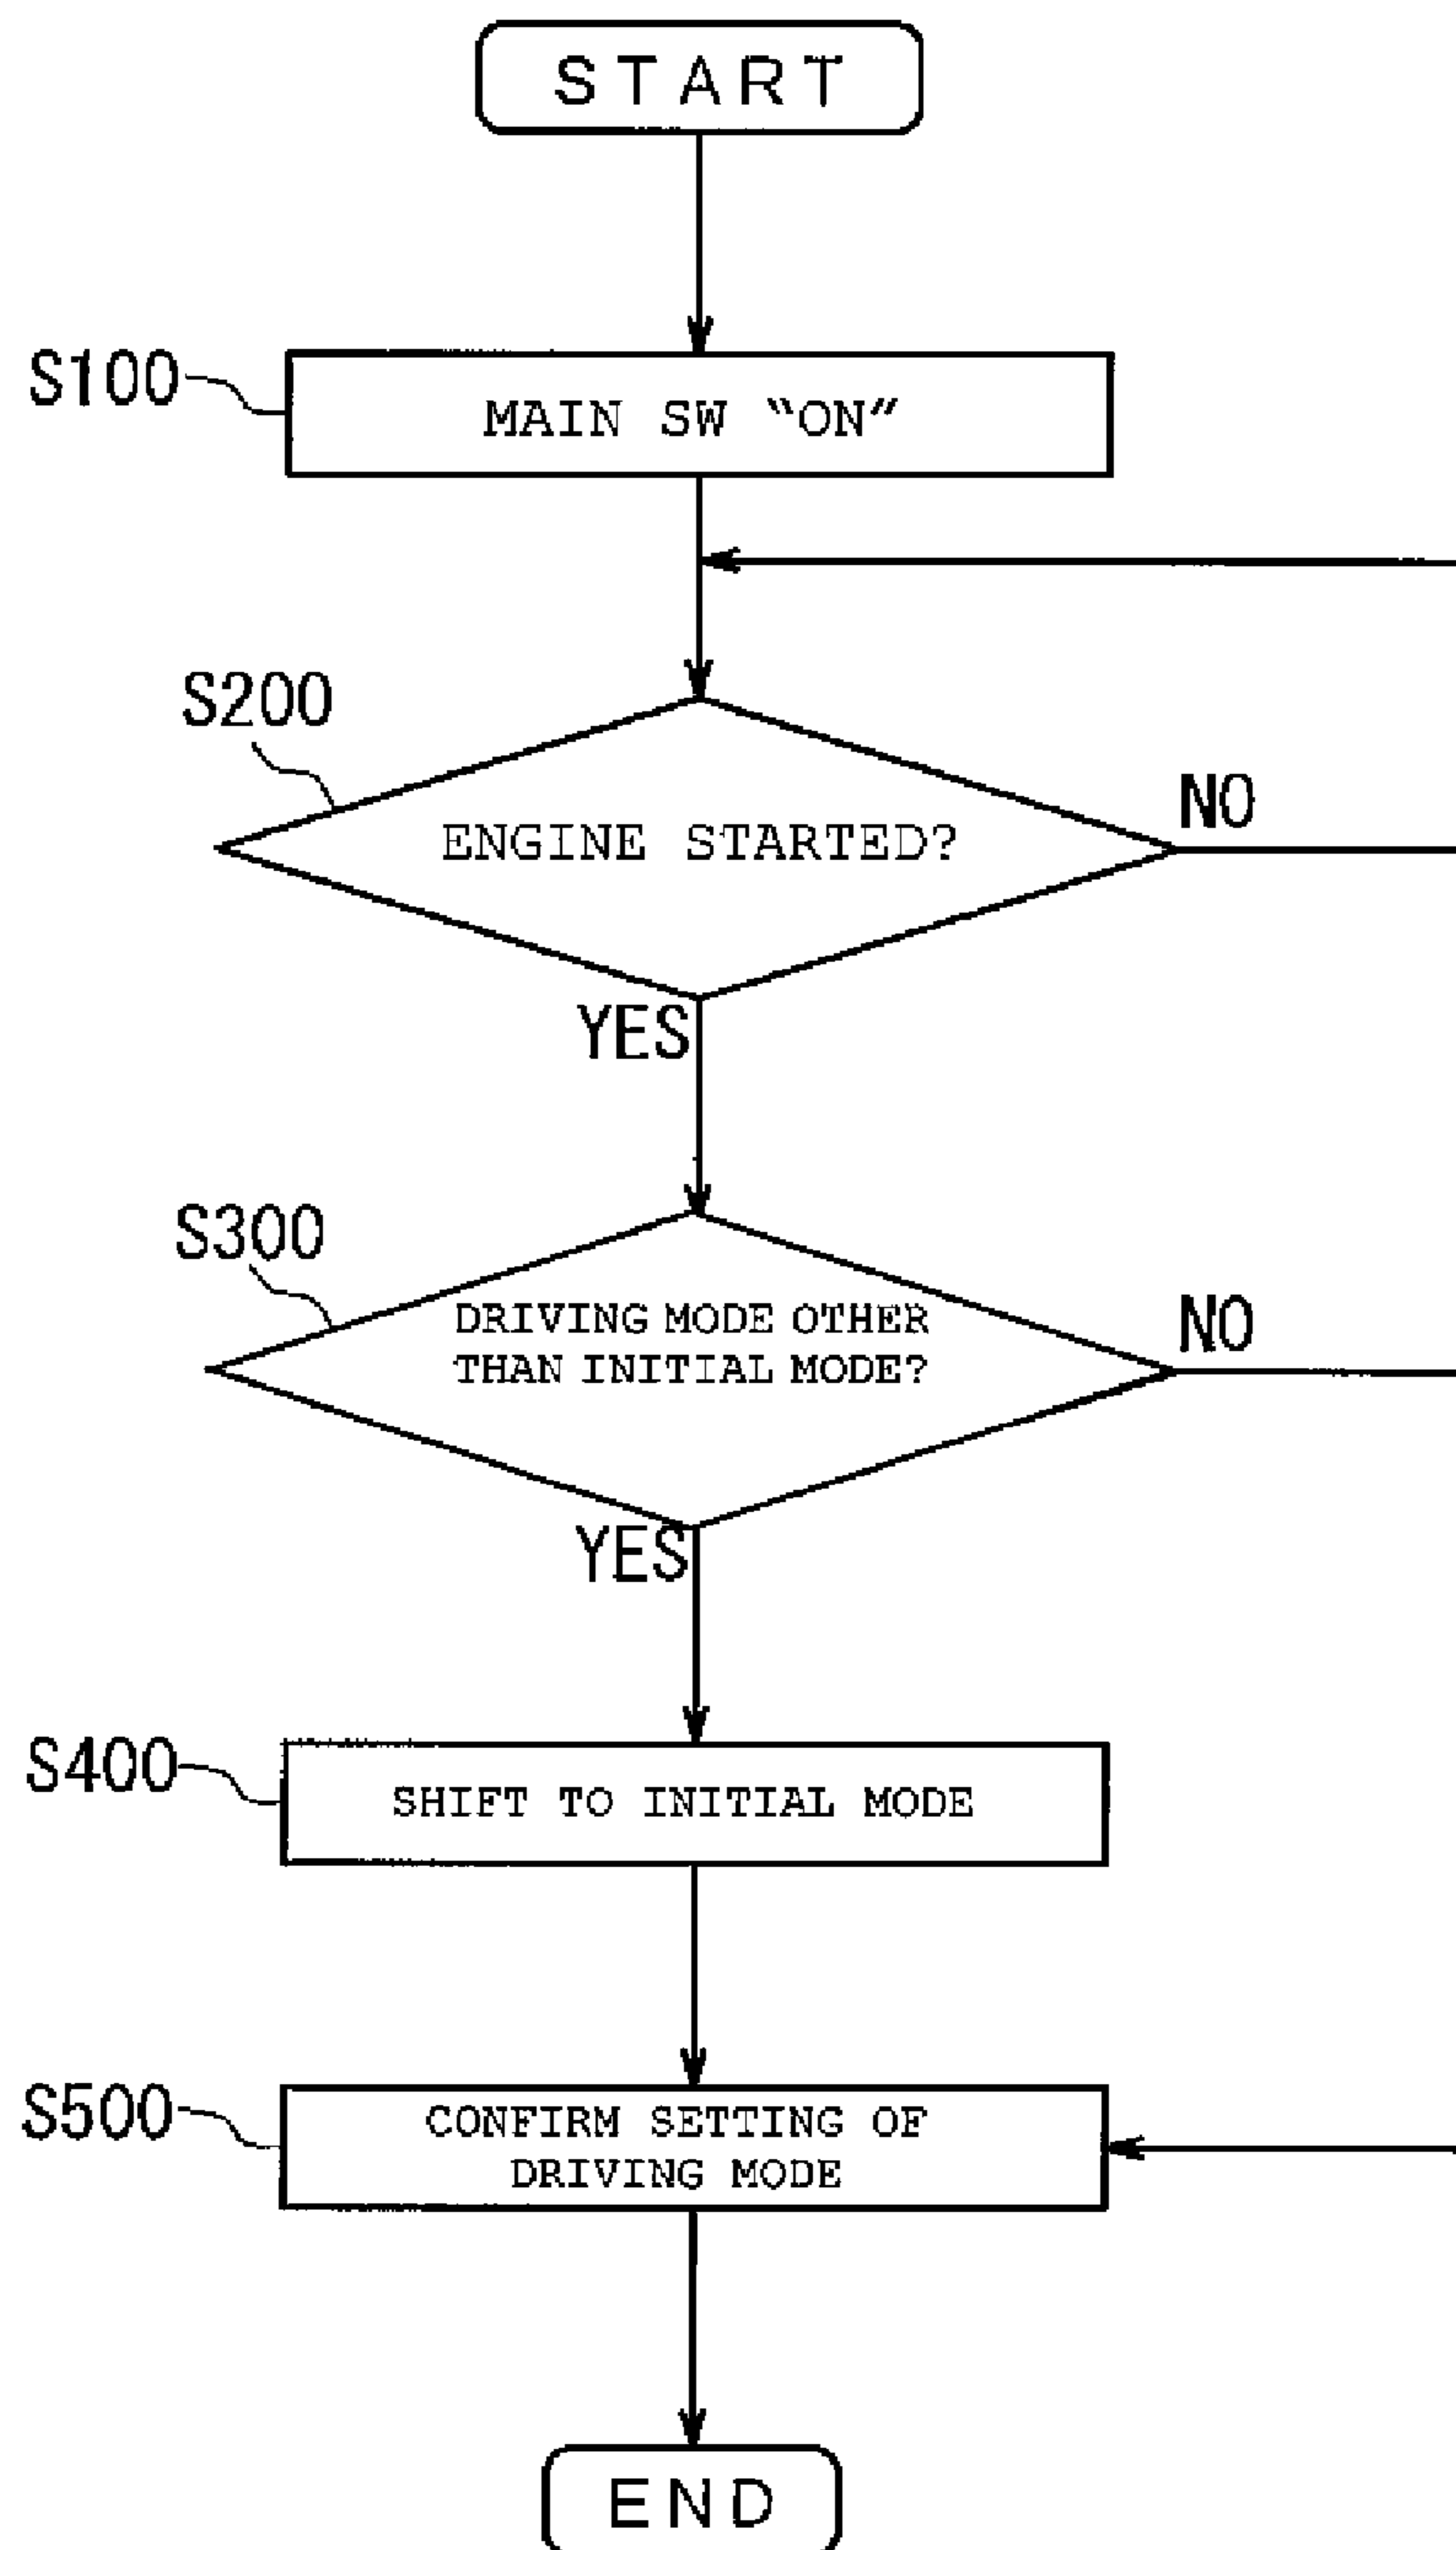 START
S100
MAIN SW “ON”
S200
ENGINE STARTED?
NO
YES
S300
DRIVING MODE OTHER
THAN INITIAL MODE?
NO
YES
S400
SHIFT TO INITIAL MODE
S500
CONFIRM SETTING OF
DRIVING MODE
END